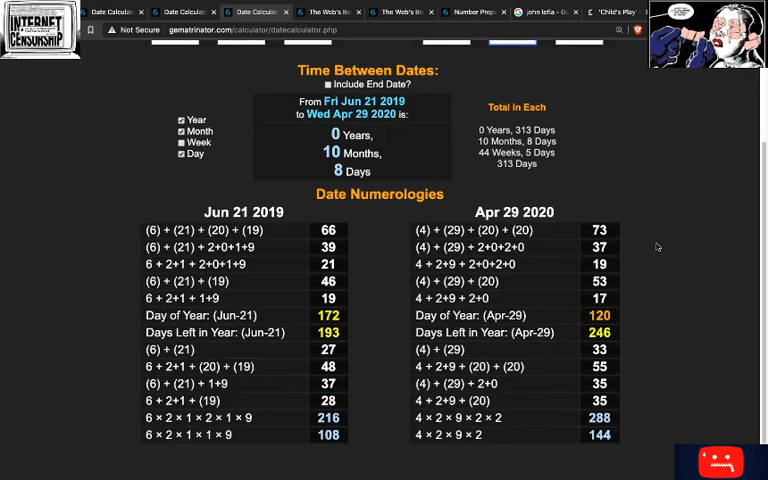 INTERNET
CENSORSHIP
Date Calcula
Date Calcula
Date Calcula
The Web's Be
The Web's Be
Number Prop
john lefia - Go
'Child's Play'
Not Secure
gematrinator.com/calculator/datecalculator.php
Time Between Dates:
Include End Date?
Year
Month
Week
Day
From Fri Jun 21 2019
to Wed Apr 29 2020 is:
0 Years,
10 Months,
8 Days
Total in Each
0 Years, 313 Days
10 Months, 8 Days
44 Weeks, 5 Days
313 Days
Date Numerologies
Jun 21 2019
(6) + (21) + (20) + (19) 66
(6) + (21) + 2+0+1+9 39
6 + 2+1 + 2+0+1+9 21
(6) + (21) + (19) 46
6 + 2+1 + 1+9 19
Day of Year: (Jun-21) 172
Days Left in Year: (Jun-21) 193
(6) + (21) 27
6 + 2+1 + (20) + (19) 48
(6) + (21) + 1+9 37
6 + 2+1 + (19) 28
6 × 2 × 1 × 2 × 1 × 9 216
6 × 2 × 1 × 1 × 9 108
Apr 29 2020
(4) + (29) + (20) + (20) 73
(4) + (29) + 2+0+2+0 37
4 + 2+9 + 2+0+2+0 19
(4) + (29) + (20) 53
4 + 2+9 + 2+0 17
Day of Year: (Apr-29) 120
Days Left in Year: (Apr-29) 246
(4) + (29) 33
4 + 2+9 + (20) + (20) 55
(4) + (29) + 2+0 35
4 + 2+9 + (20) 35
4 × 2 × 9 × 2 × 2 288
4 × 2 × 9 × 2 144